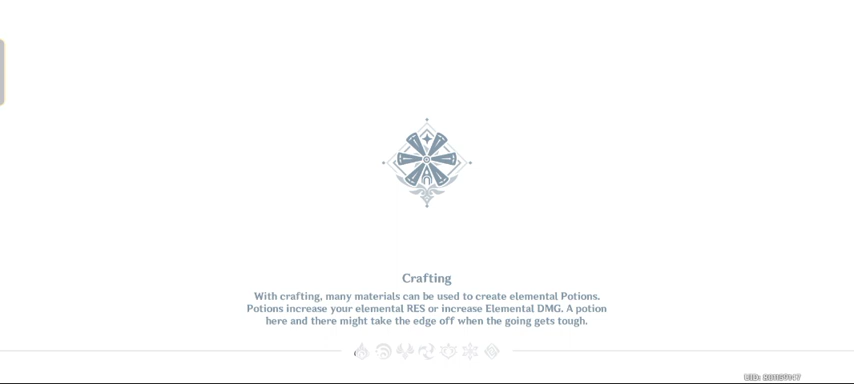 Crafting
With crafting, many materials can be used to create elemental Potions.
Potions increase your elemental RES or increase Elemental DMG. A potion
here and there might take the edge off when the going gets tough.
UID: